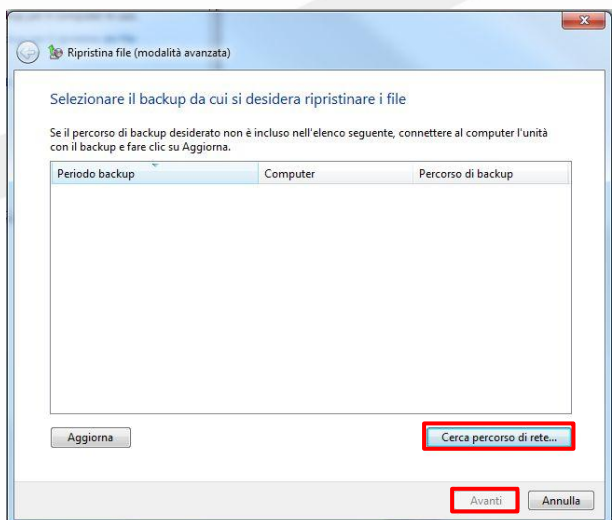 Ripristina file (modalità avanzata)
Selezionare il backup da cui si desidera ripristinare i file
Se il percorso di backup desiderato non è incluso nell'elenco seguente, connettere al computer l'unità
con il backup e fare clic su Aggiorna.
Periodo backup Computer Percorso di backup
Aggiorna Cerca percorso di rete...
Avanti Annulla